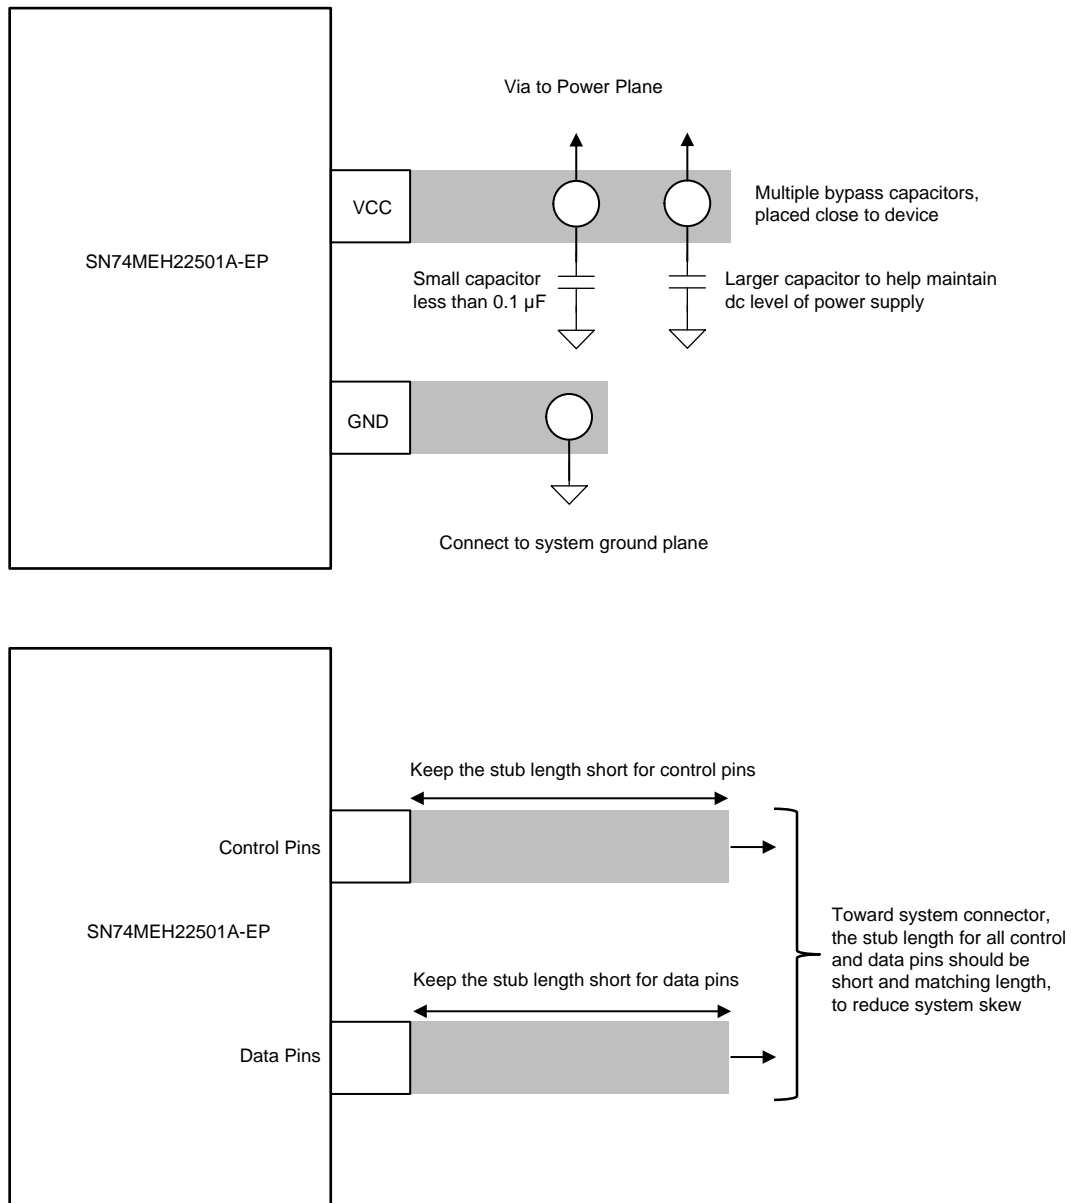 Via to Power Plane
VCC
Multiple bypass capacitors,
placed close to device
SN74MEH22501A-EP
Small capacitor
less than 0.1 µF
Larger capacitor to help maintain
dc level of power supply
GND
Connect to system ground plane
Keep the stub length short for control pins
Control Pins
SN74MEH22501A-EP
Toward system connector,
the stub length for all control
and data pins should be
short and matching length,
to reduce system skew
Keep the stub length short for data pins
Data Pins